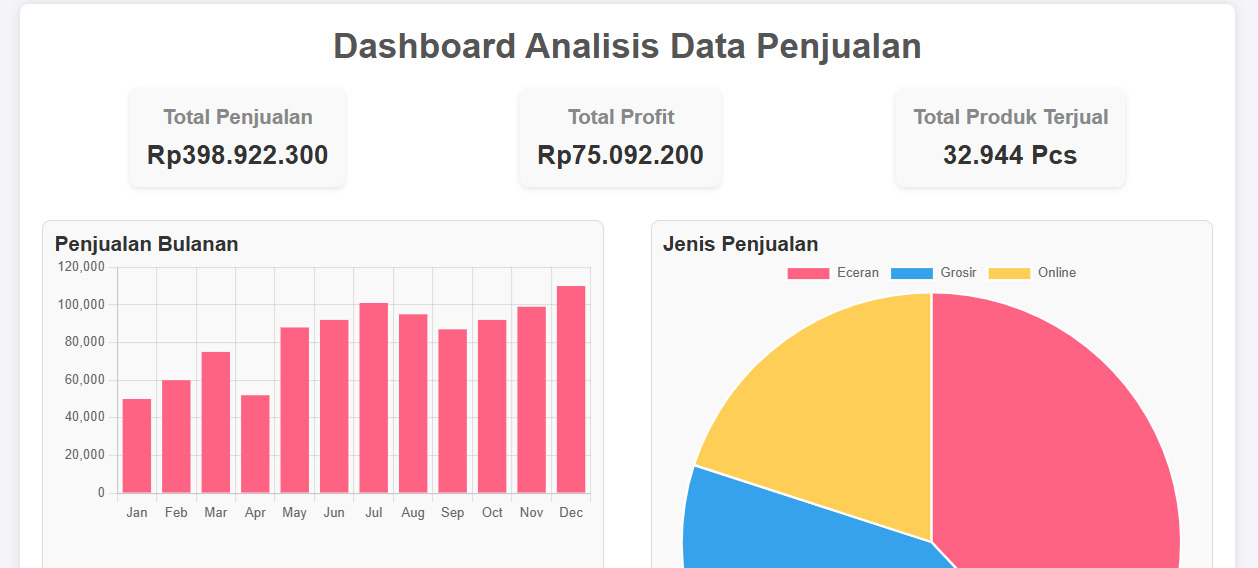 Dashboard Analisis Data Penjualan
Total Penjualan
Rp398.922.300
Total Profit
Rp75.092.200
Total Produk Terjual
32.944 Pcs
Penjualan Bulanan
120,000
100,000
80,000
60,000
40,000
20,000
0
Jan Feb Mar Apr May Jun Jul Aug Sep Oct Nov Dec
Jenis Penjualan
Eceran Grosir Online